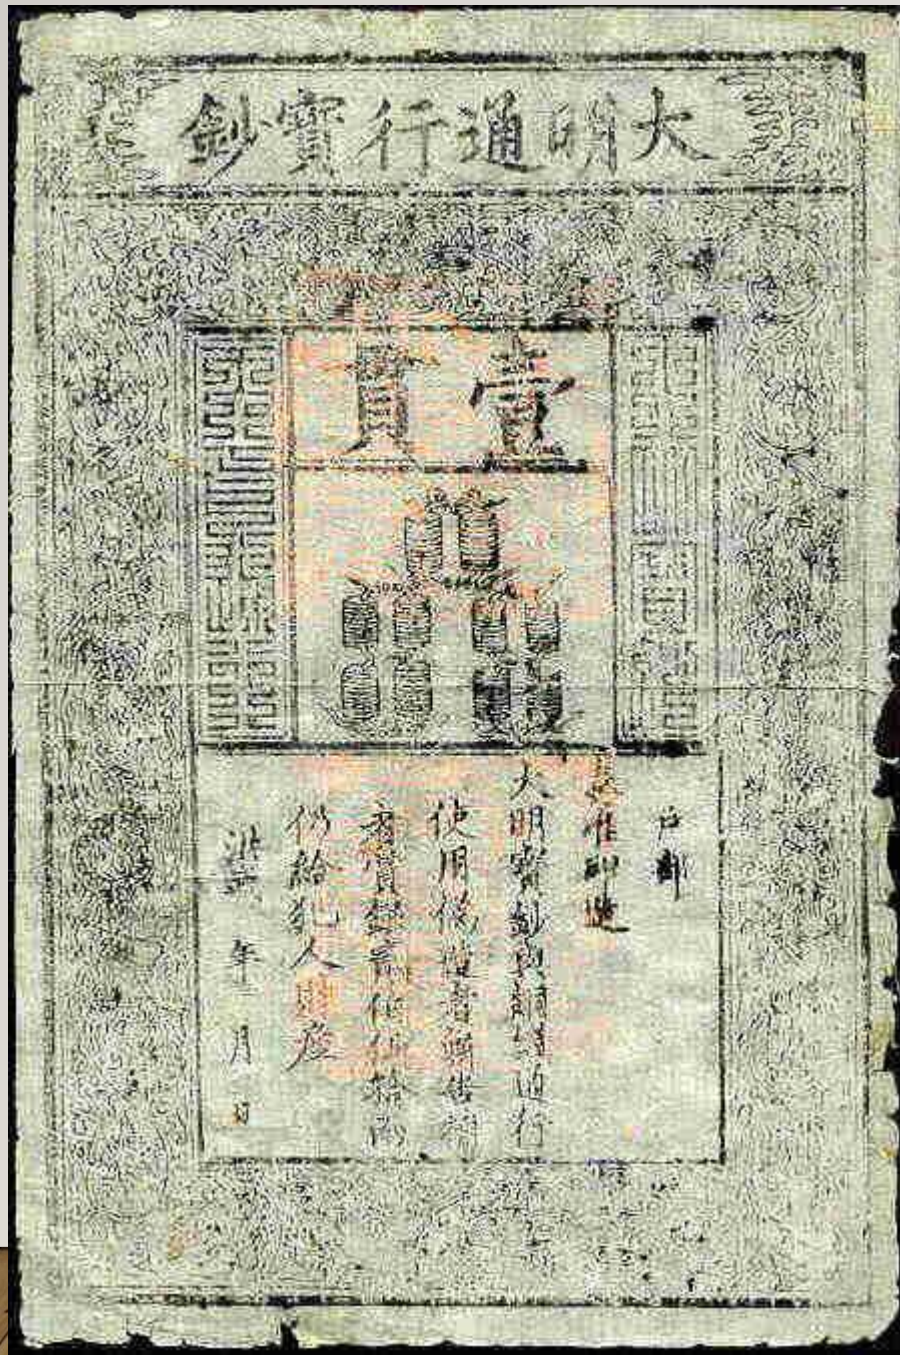 大明通行寶鈔
壹貫
戶部
奏准印造
大明寶鈔與銅錢通行
使用偽造者斬告捕
者賞銀貳佰伍拾兩
仍給犯人財產
洪武 年 月 日